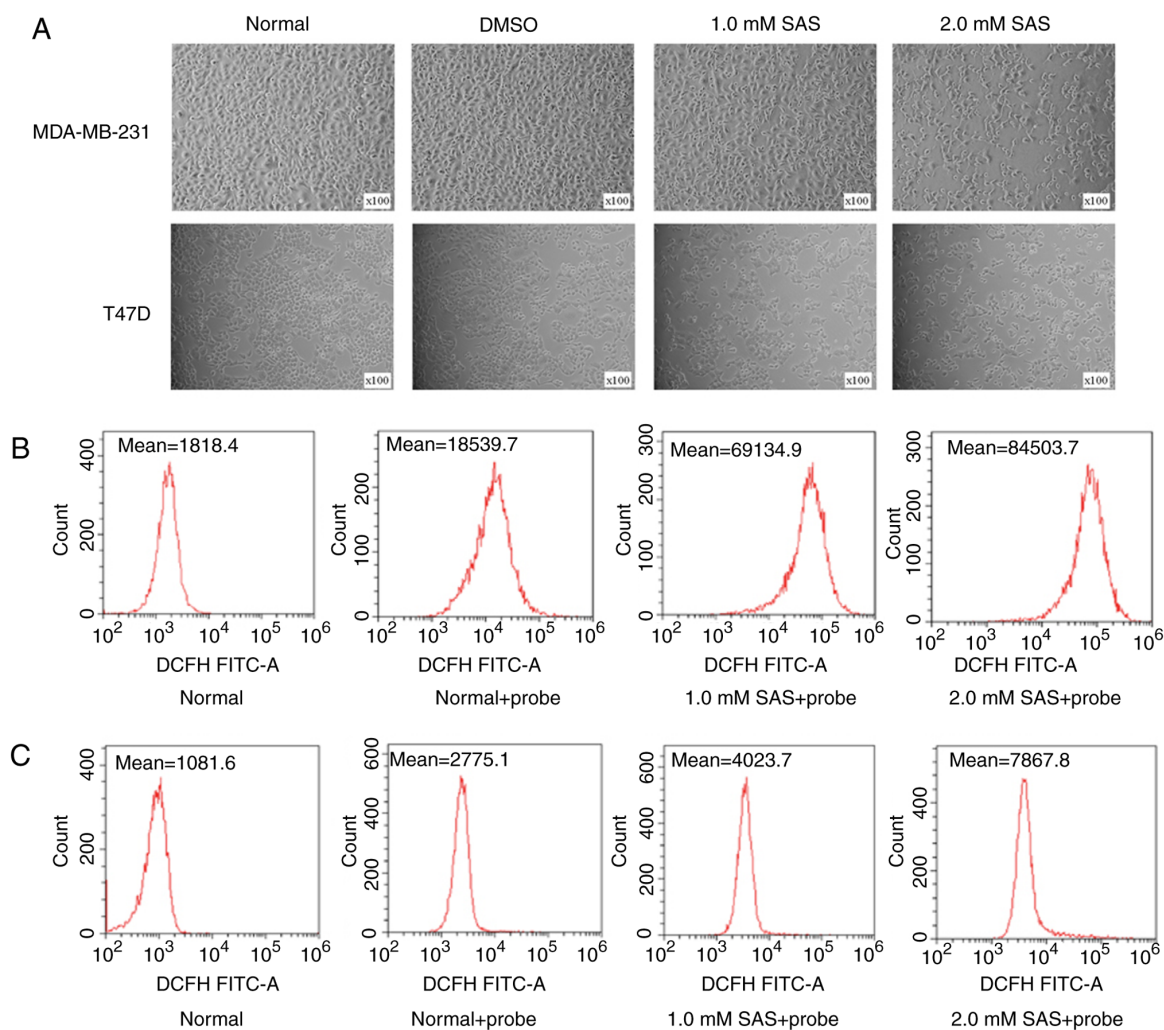 A
Normal DMSO 1.0 mM SAS 2.0 mM SAS
MDA-MB-231
x100 x100 x100 x100
T47D
x100 x100 x100 x100
B
Mean=1818.4 Mean=18539.7 Mean=69134.9 Mean=84503.7
Count Count Count Count
400 200 0
200 100 0
300 200 100 0
300 200 100 0
10² 10³ 10⁴ 10⁵ 10⁶ 10² 10³ 10⁴ 10⁵ 10⁶ 10² 10³ 10⁴ 10⁵ 10⁶ 10² 10³ 10⁴ 10⁵ 10⁶
DCFH FITC-A DCFH FITC-A DCFH FITC-A DCFH FITC-A
Normal Normal+probe 1.0 mM SAS+probe 2.0 mM SAS+probe
C
Mean=1081.6 Mean=2775.1 Mean=4023.7 Mean=7867.8
Count Count Count Count
400 200 0
600 400 200 0
600 400 200 0
400 200 0
10² 10³ 10⁴ 10⁵ 10⁶ 10² 10³ 10⁴ 10⁵ 10⁶ 10² 10³ 10⁴ 10⁵ 10⁶ 10² 10³ 10⁴ 10⁵ 10⁶
DCFH FITC-A DCFH FITC-A DCFH FITC-A DCFH FITC-A
Normal Normal+probe 1.0 mM SAS+probe 2.0 mM SAS+probe